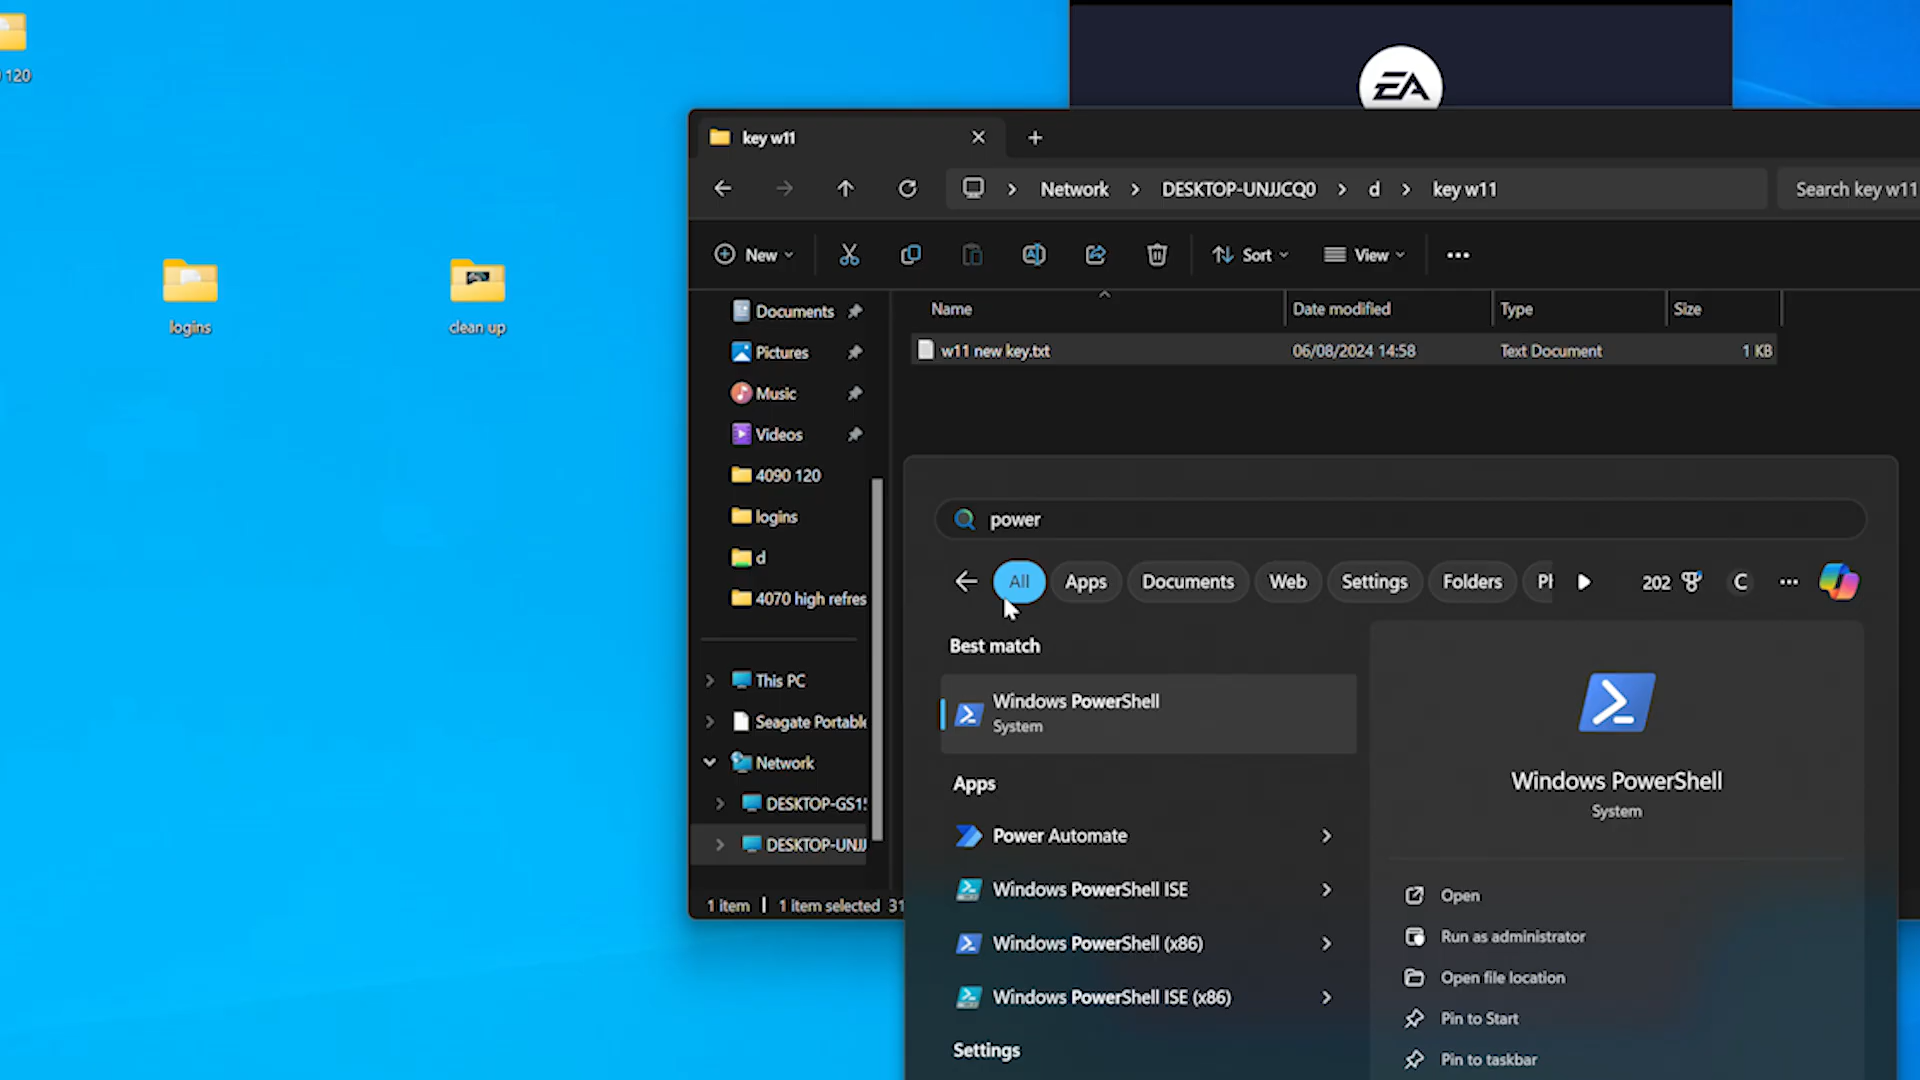 120
logins
clean up
EA
key w11
Network
DESKTOP-UNJJCQ0
d
key w11
Search key w11
New
Sort
View
Documents
Pictures
Music
Videos
4090 120
logins
d
4070 high refres
This PC
Seagate Portable
Network
DESKTOP-GS1
DESKTOP-UNJJ
Name
Date modified
Type
Size
w11 new key.txt
06/08/2024 14:58
Text Document
1 KB
1 item
1 item selected 31
power
All
Apps
Documents
Web
Settings
Folders
Ph
202
C
Best match
Windows PowerShell
System
Apps
Power Automate
Windows PowerShell ISE
Windows PowerShell (x86)
Windows PowerShell ISE (x86)
Settings
Windows PowerShell
System
Open
Run as administrator
Open file location
Pin to Start
Pin to taskbar